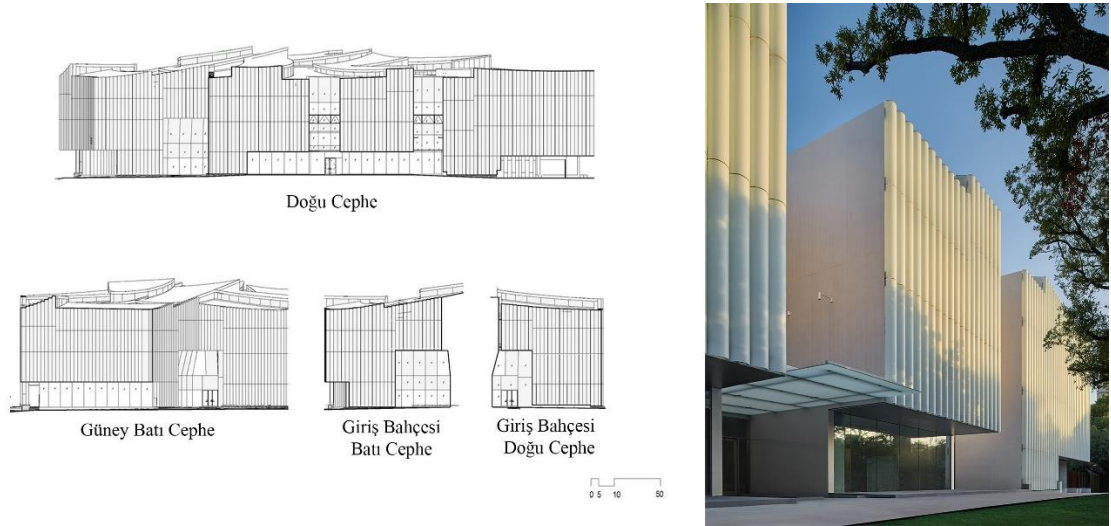 Doğu Cephe
Güney Batı Cephe
Giriş Bahçesi
Batı Cephe
Giriş Bahçesi
Doğu Cephe
0 5 10 50